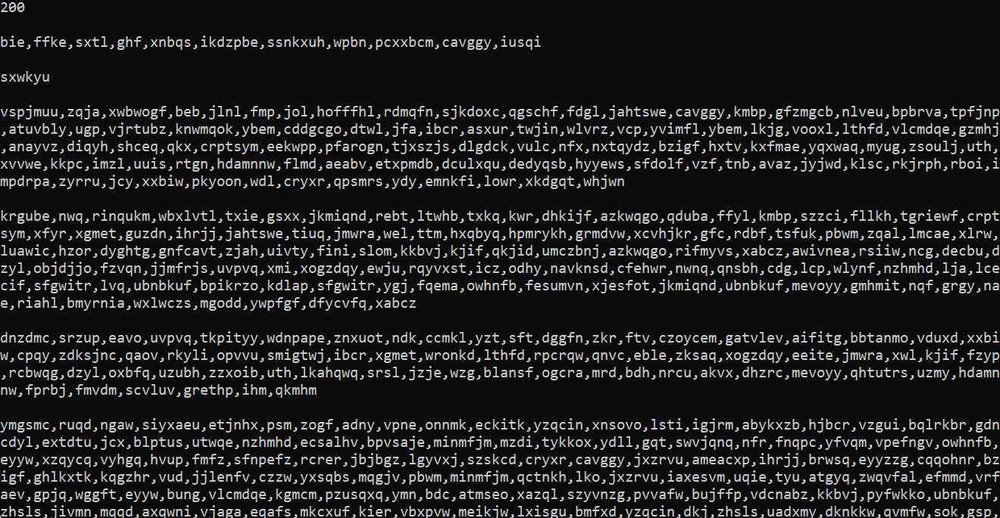 200
bie,ffke,sxtl,ghf,xnbqs,ikdzpbe,ssnkxuh,wpbn,pcxxbcm,cavggy,iusqi
sxwkyu
vspjmuu,zqja,xwbwogf,beb,jlnl,fmp,jol,hofffhl,rdmqfn,sjkdoxc,qgschf,fdgl,jahtswe,cavggy,kmbp,gfzmgcb,nlveu,bpbrva,tpfjnp
,atuvbly,ugp,vjrtubz,knwmqok,ybem,cddgcgo,dtwl,jfa,ibcr,asxur,twjin,wlvrz,vcp,yvimfl,ybem,lkjg,vooxl,lthfd,vlcmdqe,gzmhj
,anayvz,diqyh,shceq,qkx,crptsym,eekwpp,pfarogn,tjxszjs,dlgdck,vulc,nfx,nxtqydz,bzigf,hxtv,kxfmae,yqxwaq,myug,zsoulj,uth,
xvvwe,kkpc,imzl,uuis,rtgn,hdamnnw,flmd,aeabv,etxpmdb,dculxqu,dedyqsb,hyyews,sfdolf,vzf,tnb,avaz,jyjwd,klsc,rkjrph,rboi,i
mpdrpa,zyrru,jcy,xxbiw,pkyoon,wdl,cryxr,qpsmrs,ydy,emnkfi,lowr,xkdgqt,whjwn
krgube,nwq,rinqukm,wbxlvtl,txie,gsxx,jkmiqnd,rebt,ltwhb,txkq,kwr,dhkijf,azkwqgo,qduba,ffyl,kmbp,szzci,fllkh,tgriewf,crpt
sym,xfyr,xgmet,guzdn,ihrjj,jahtswe,tiuq,jmwra,wel,ttm,hxqbyq,hpmrykh,grmdvw,xcvhjkr,gfc,rdbf,tsfuk,pbwm,zqal,lmcae,xlrw,
luawic,hzor,dyghtg,gnfcavt,zjah,uivty,fini,slom,kkbvj,kjif,qkjid,umczbnj,azkwqgo,rifmyvs,xabcz,awivnea,rsiiw,ncg,decbu,d
zyl,objdjjo,fzvqn,jjmfrjs,uvpvq,xmi,xogzdqy,ewju,rqyvxst,icz,odhy,navknsd,cfehwr,nwnq,qnsbh,cdg,lcp,wlynf,nzhmhd,lja,lce
cif,sfgwitr,lvq,ubnbkuf,bpikrzo,kdlap,sfgwitr,ygj,fqema,owhnfb,fesumvn,xjesfot,jkmiqnd,ubnbkuf,mevoyy,gmhmit,nqf,grgy,na
e,riahl,bmyrnia,wxlwczs,mgodd,ywpfgf,dfycvfq,xabcz
dnzdmc,srzup,eavo,uvpvq,tkpityy,wdnpape,znxuot,ndk,ccmkl,yzt,sft,dggfn,zkr,ftv,czoycem,gatvlev,aifitg,bbtanmo,vduxd,xxbi
w,cpqy,zdksjnc,qaov,rkyli,opvvu,smigtwj,ibcr,xgmet,wronkd,lthfd,rpcrqw,qnvc,eble,zksaq,xogzdqy,eeite,jmwra,xwl,kjif,fzyp
,rcbwqg,dzyl,oxbfq,uzubh,zzxoib,uth,lkahqwq,srsl,jzje,wzg,blansf,ogcra,mrd,bdh,nrcu,akvx,dhzrc,mevoyy,qhtutrs,uzmy,hdamn
nw,fprbj,fmvdm,scvluv,grethp,ihm,qkmhm
ymgsmc,ruqd,ngaw,siyxaeu,etjnhx,psm,zogf,adny,vpne,onnmk,eckitk,yzqcin,xnsovo,lsti,igjrm,abykxzb,hjbcr,vzgui,bqlrkbr,gdn
cdyl,extdtu,jcx,blptus,utwqe,nzhmhd,ecsalhv,bpvsaje,minmfjm,mzdi,tykkox,ydll,gqt,swvjqnq,nfr,fnqpc,yfvqm,vpefngv,owhnfb,
eyyw,xzqycq,vyhgq,hvup,fmfz,sfnpefz,rcrer,jbjbgz,lgyvxj,szskcd,cryxr,cavggy,jxzrvu,ameacxp,ihrjj,brwsq,eyyzzg,cqqohnr,bz
igf,ghlkxtk,kqgzhr,vud,jjlenfv,czzw,yxsqbs,mqgjv,pbwm,minmfjm,qctnkh,lko,jxzrvu,iaxesvm,uqie,tyu,atgyq,zwqvfal,efmmd,vrf
aev,gpjq,wggft,eyyw,bung,vlcmdqe,kgmcm,pzusqxq,ymn,bdc,atmseo,xazql,szyvnzg,pvvafw,bujffp,vdcnabz,kkbvj,pyfwkko,ubnbkuf,
zhsls,jivmn,mqqd,axqwni,vjaga,eqafs,mkcxuf,kier,vbxpvw,meikjw,lxisgu,bmfxd,yzqcin,dkj,zhsls,uadxmy,dknkkw,qvmfw,sok,gsp,